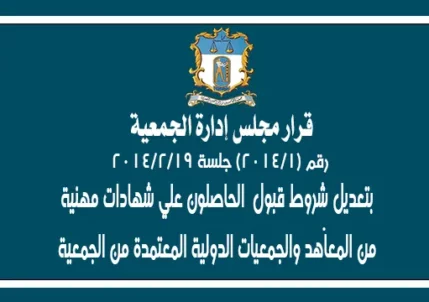 قرار مجلس إدارة الجمعية
رقم (٢٠١٤/١) جلسة ٢٠١٤/٢/١٩
بتعديل شروط قبول الحاصلون علي شهادات مهنية
من المعاهد والجمعيات الدولية المعتمدة من الجمعية